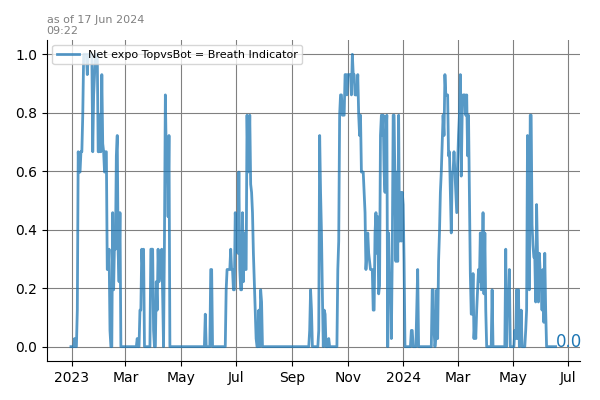 as of 17 Jun 2024
09:22
Net expo TopvsBot = Breath Indicator
1.0
0.8
0.6
0.4
0.2
0.0
0.0
2023 Mar May Jul Sep Nov 2024 Mar May Jul